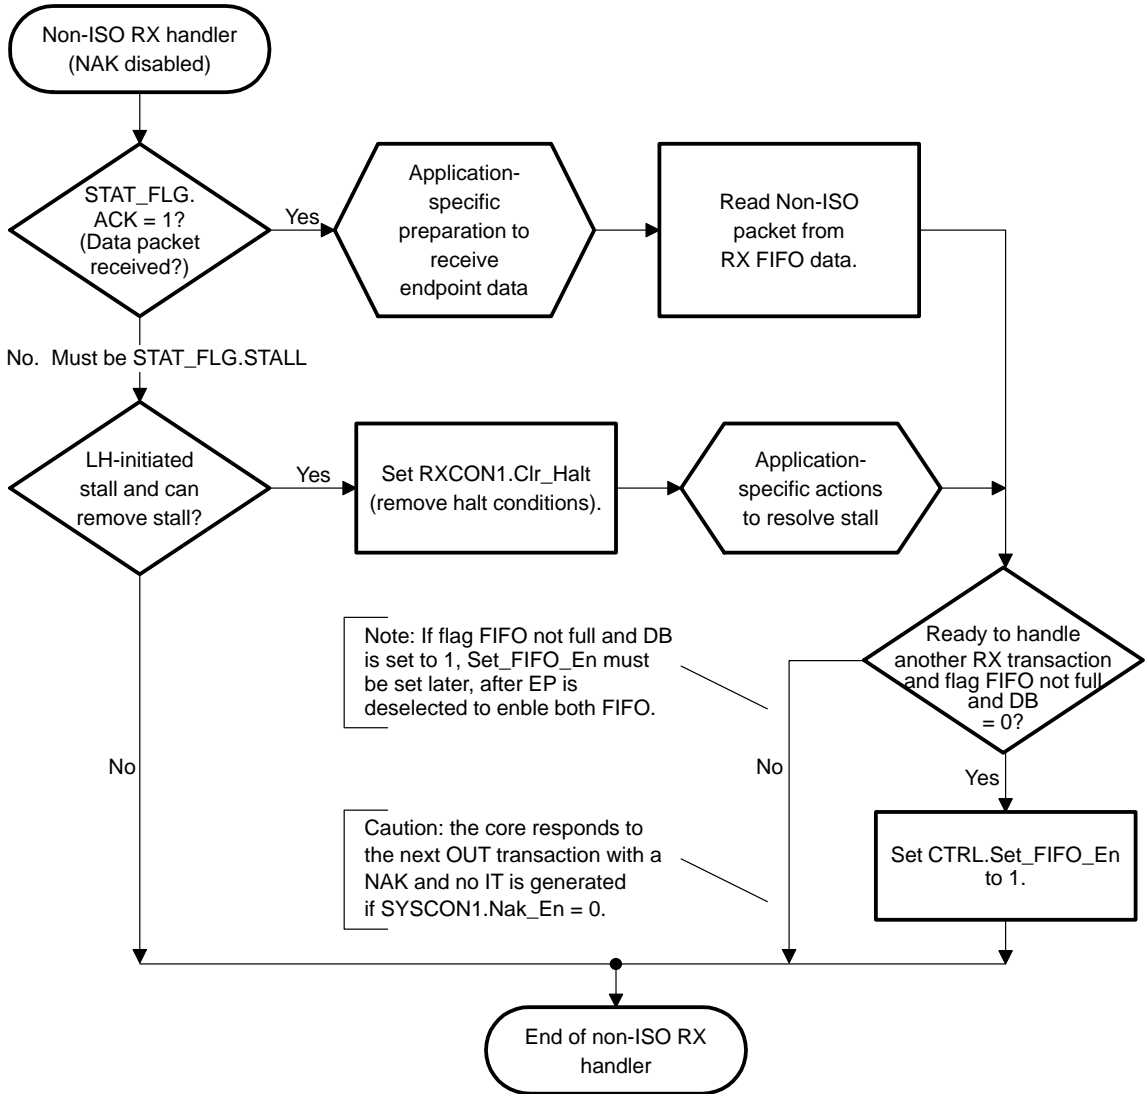 Non-ISO RX handler
(NAK disabled)
STAT_FLG.
ACK = 1?
(Data packet
received?)
Yes
Application-
specific
preparation to
receive
endpoint data
Read Non-ISO
packet from
RX FIFO data.
No.  Must be STAT_FLG.STALL
LH-initiated
stall and can
remove stall?
Yes
Set RXCON1.Clr_Halt
(remove halt conditions).
Application-
specific actions
to resolve stall
Note: If flag FIFO not full and DB
is set to 1, Set_FIFO_En must
be set later, after EP is
deselected to enble both FIFO.
Ready to handle
another RX transaction
and flag FIFO not full
and DB
= 0?
No
No
Yes
Caution: the core responds to
the next OUT transaction with a
NAK and no IT is generated
if SYSCON1.Nak_En = 0.
Set CTRL.Set_FIFO_En
to 1.
End of non-ISO RX
handler